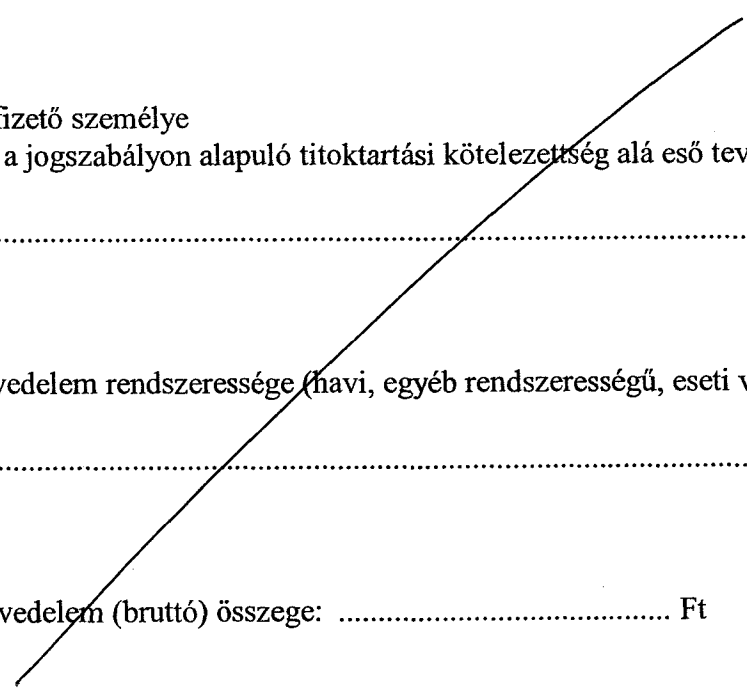 fizető személye
a jogszabályon alapuló titoktartási kötelezettség alá eső tev
........................................................................................................
vedelem rendszeressége (havi, egyéb rendszerességű, eseti v
........................................................................................................
vedelem (bruttó) összege: .......................................... Ft